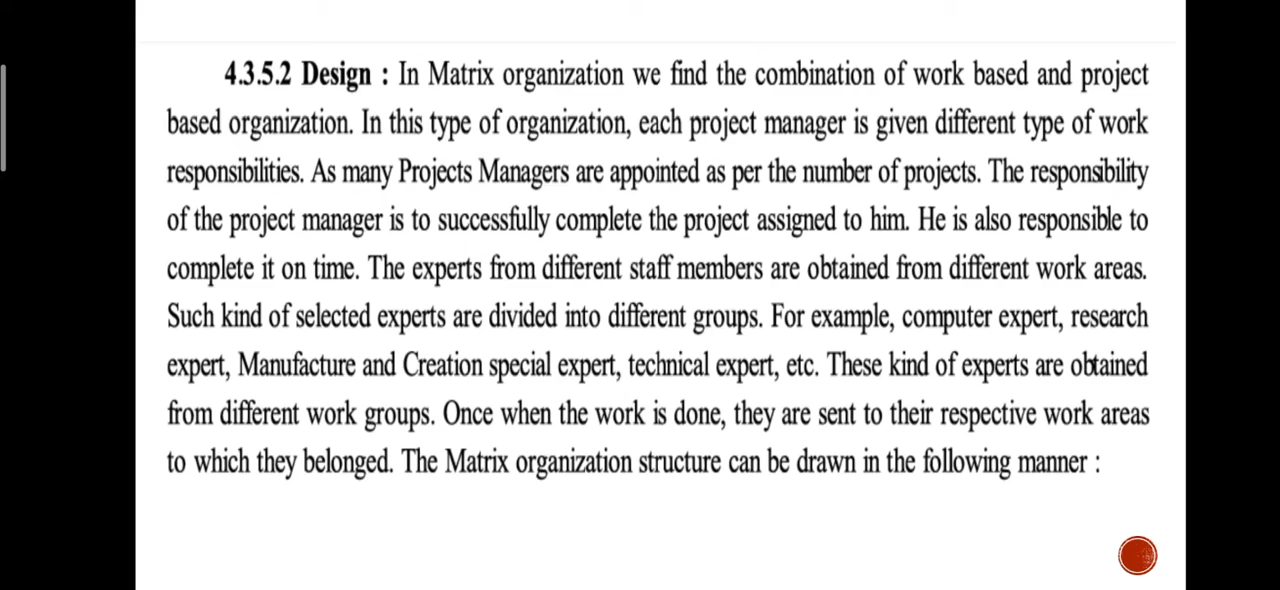 4.3.5.2 Design : In Matrix organization we find the combination of work based and project
based organization. In this type of organization, each project manager is given different type of work
responsibilities. As many Projects Managers are appointed as per the number of projects. The responsibility
of the project manager is to successfully complete the project assigned to him. He is also responsible to
complete it on time. The experts from different staff members are obtained from different work areas.
Such kind of selected experts are divided into different groups. For example, computer expert, research
expert, Manufacture and Creation special expert, technical expert, etc. These kind of experts are obtained
from different work groups. Once when the work is done, they are sent to their respective work areas
to which they belonged. The Matrix organization structure can be drawn in the following manner :